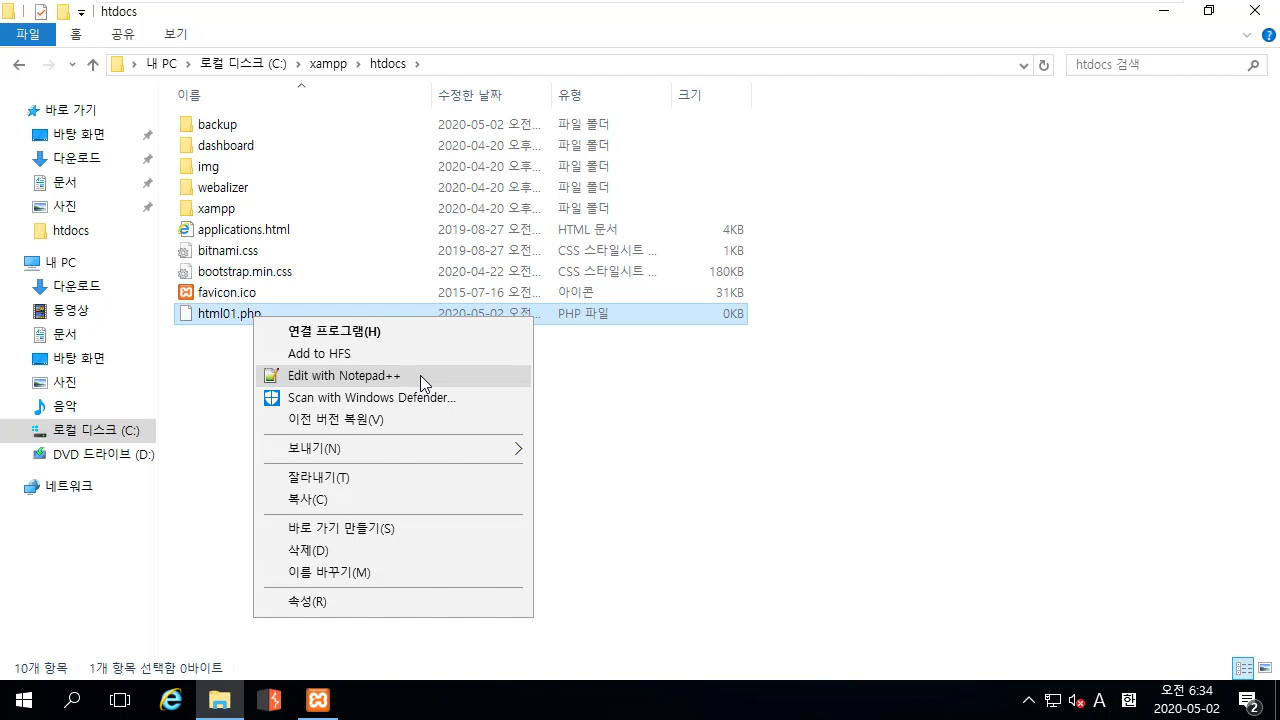 htdocs
파일 홈 공유 보기
내 PC 로컬 디스크 (C:) xampp htdocs htdocs 검색
이름 수정한 날짜 유형 크기
바로 가기
바탕 화면
다운로드
문서
사진
htdocs
내 PC
다운로드
동영상
문서
바탕 화면
사진
음악
로컬 디스크 (C:)
DVD 드라이브 (D:)
네트워크
backup 2020-05-02 오전... 파일 폴더
dashboard 2020-04-20 오후... 파일 폴더
img 2020-04-20 오후... 파일 폴더
webalizer 2020-04-20 오후... 파일 폴더
xampp 2020-04-20 오후... 파일 폴더
applications.html 2019-08-27 오전... HTML 문서 4KB
bitnami.css 2019-08-27 오전... CSS 스타일시트 ... 1KB
bootstrap.min.css 2020-04-22 오전... CSS 스타일시트 ... 180KB
favicon.ico 2015-07-16 오전... 아이콘 31KB
html01.php 2020-05-02 오전... PHP 파일 0KB
연결 프로그램(H)
Add to HFS
Edit with Notepad++
Scan with Windows Defender...
이전 버전 복원(V)
보내기(N)
잘라내기(T)
복사(C)
바로 가기 만들기(S)
삭제(D)
이름 바꾸기(M)
속성(R)
10개 항목 1개 항목 선택함 0바이트
A 한 오전 6:34
2020-05-02
2